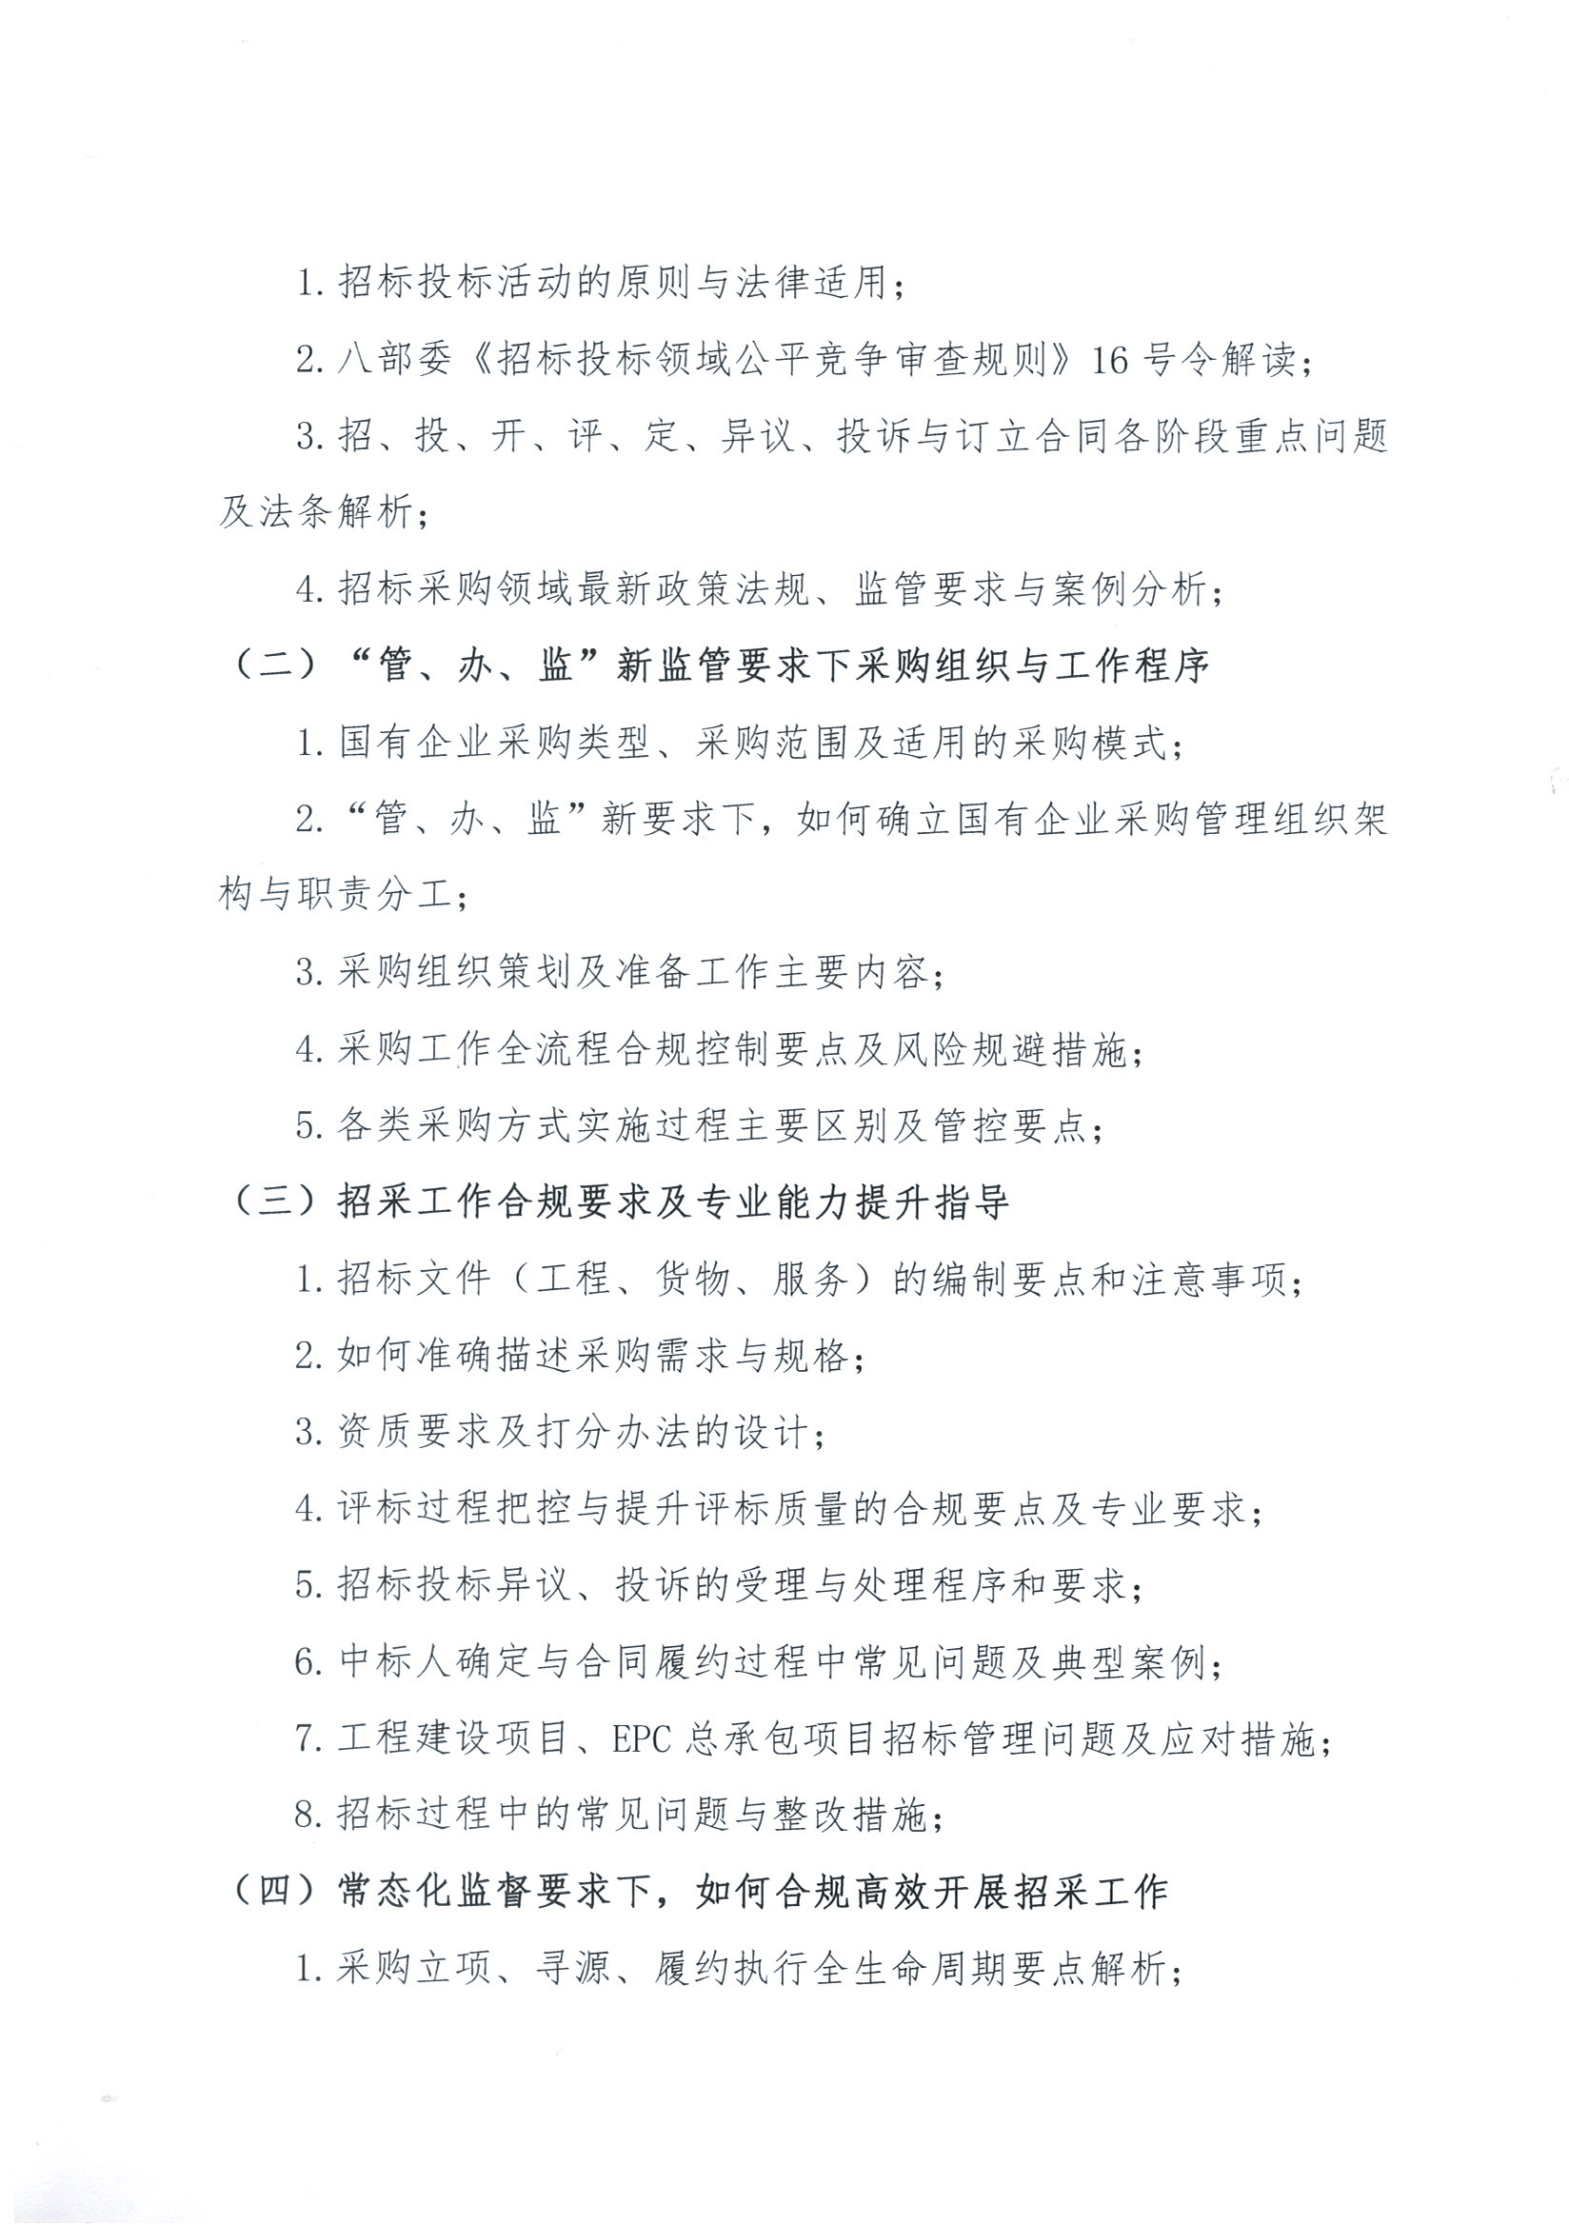 1. 招标投标活动的原则与法律适用；
2. 八部委《招标投标领域公平竞争审查规则》16 号令解读；
3. 招、投、开、评、定、异议、投诉与订立合同各阶段重点问题
及法条解析；
4. 招标采购领域最新政策法规、监管要求与案例分析；
（二）“管、办、监”新监管要求下采购组织与工作程序
1. 国有企业采购类型、采购范围及适用的采购模式；
2. “管、办、监”新要求下，如何确立国有企业采购管理组织架
构与职责分工；
3. 采购组织策划及准备工作主要内容；
4. 采购工作全流程合规控制要点及风险规避措施；
5. 各类采购方式实施过程主要区别及管控要点；
（三）招采工作合规要求及专业能力提升指导
1. 招标文件（工程、货物、服务）的编制要点和注意事项；
2. 如何准确描述采购需求与规格；
3. 资质要求及打分办法的设计；
4. 评标过程把控与提升评标质量的合规要点及专业要求；
5. 招标投标异议、投诉的受理与处理程序和要求；
6. 中标人确定与合同履约过程中常见问题及典型案例；
7. 工程建设项目、EPC 总承包项目招标管理问题及应对措施；
8. 招标过程中的常见问题与整改措施；
（四）常态化监督要求下，如何合规高效开展招采工作
1. 采购立项、寻源、履约执行全生命周期要点解析；